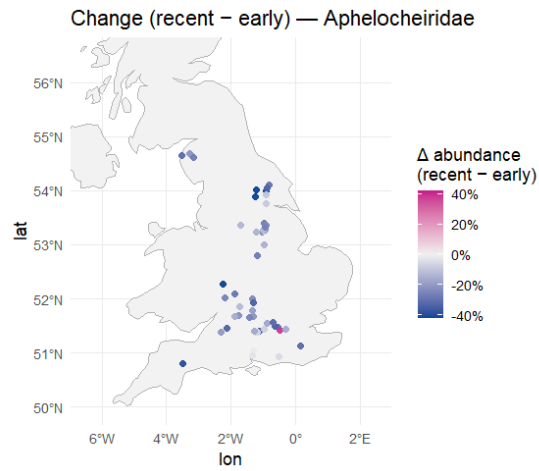 Change (recent − early) — Aphelocheiridae
56°N
55°N
54°N
53°N
52°N
51°N
50°N
lat
6°W 4°W 2°W 0° 2°E
lon
Δ abundance
(recent − early)
40%
20%
0%
-20%
-40%